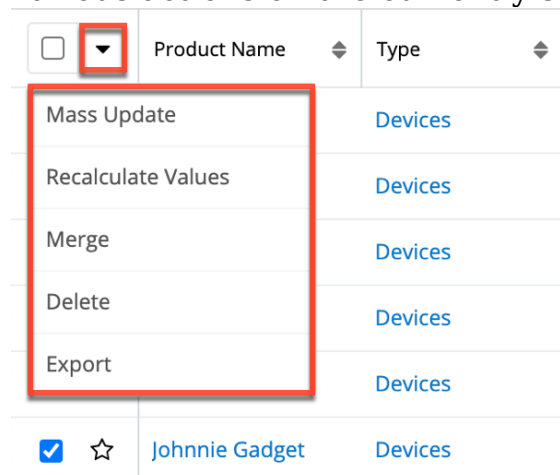 Product Name
Type
Mass Update
Devices
Recalculate Values
Devices
Merge
Devices
Delete
Devices
Export
Devices
Johnnie Gadget
Devices